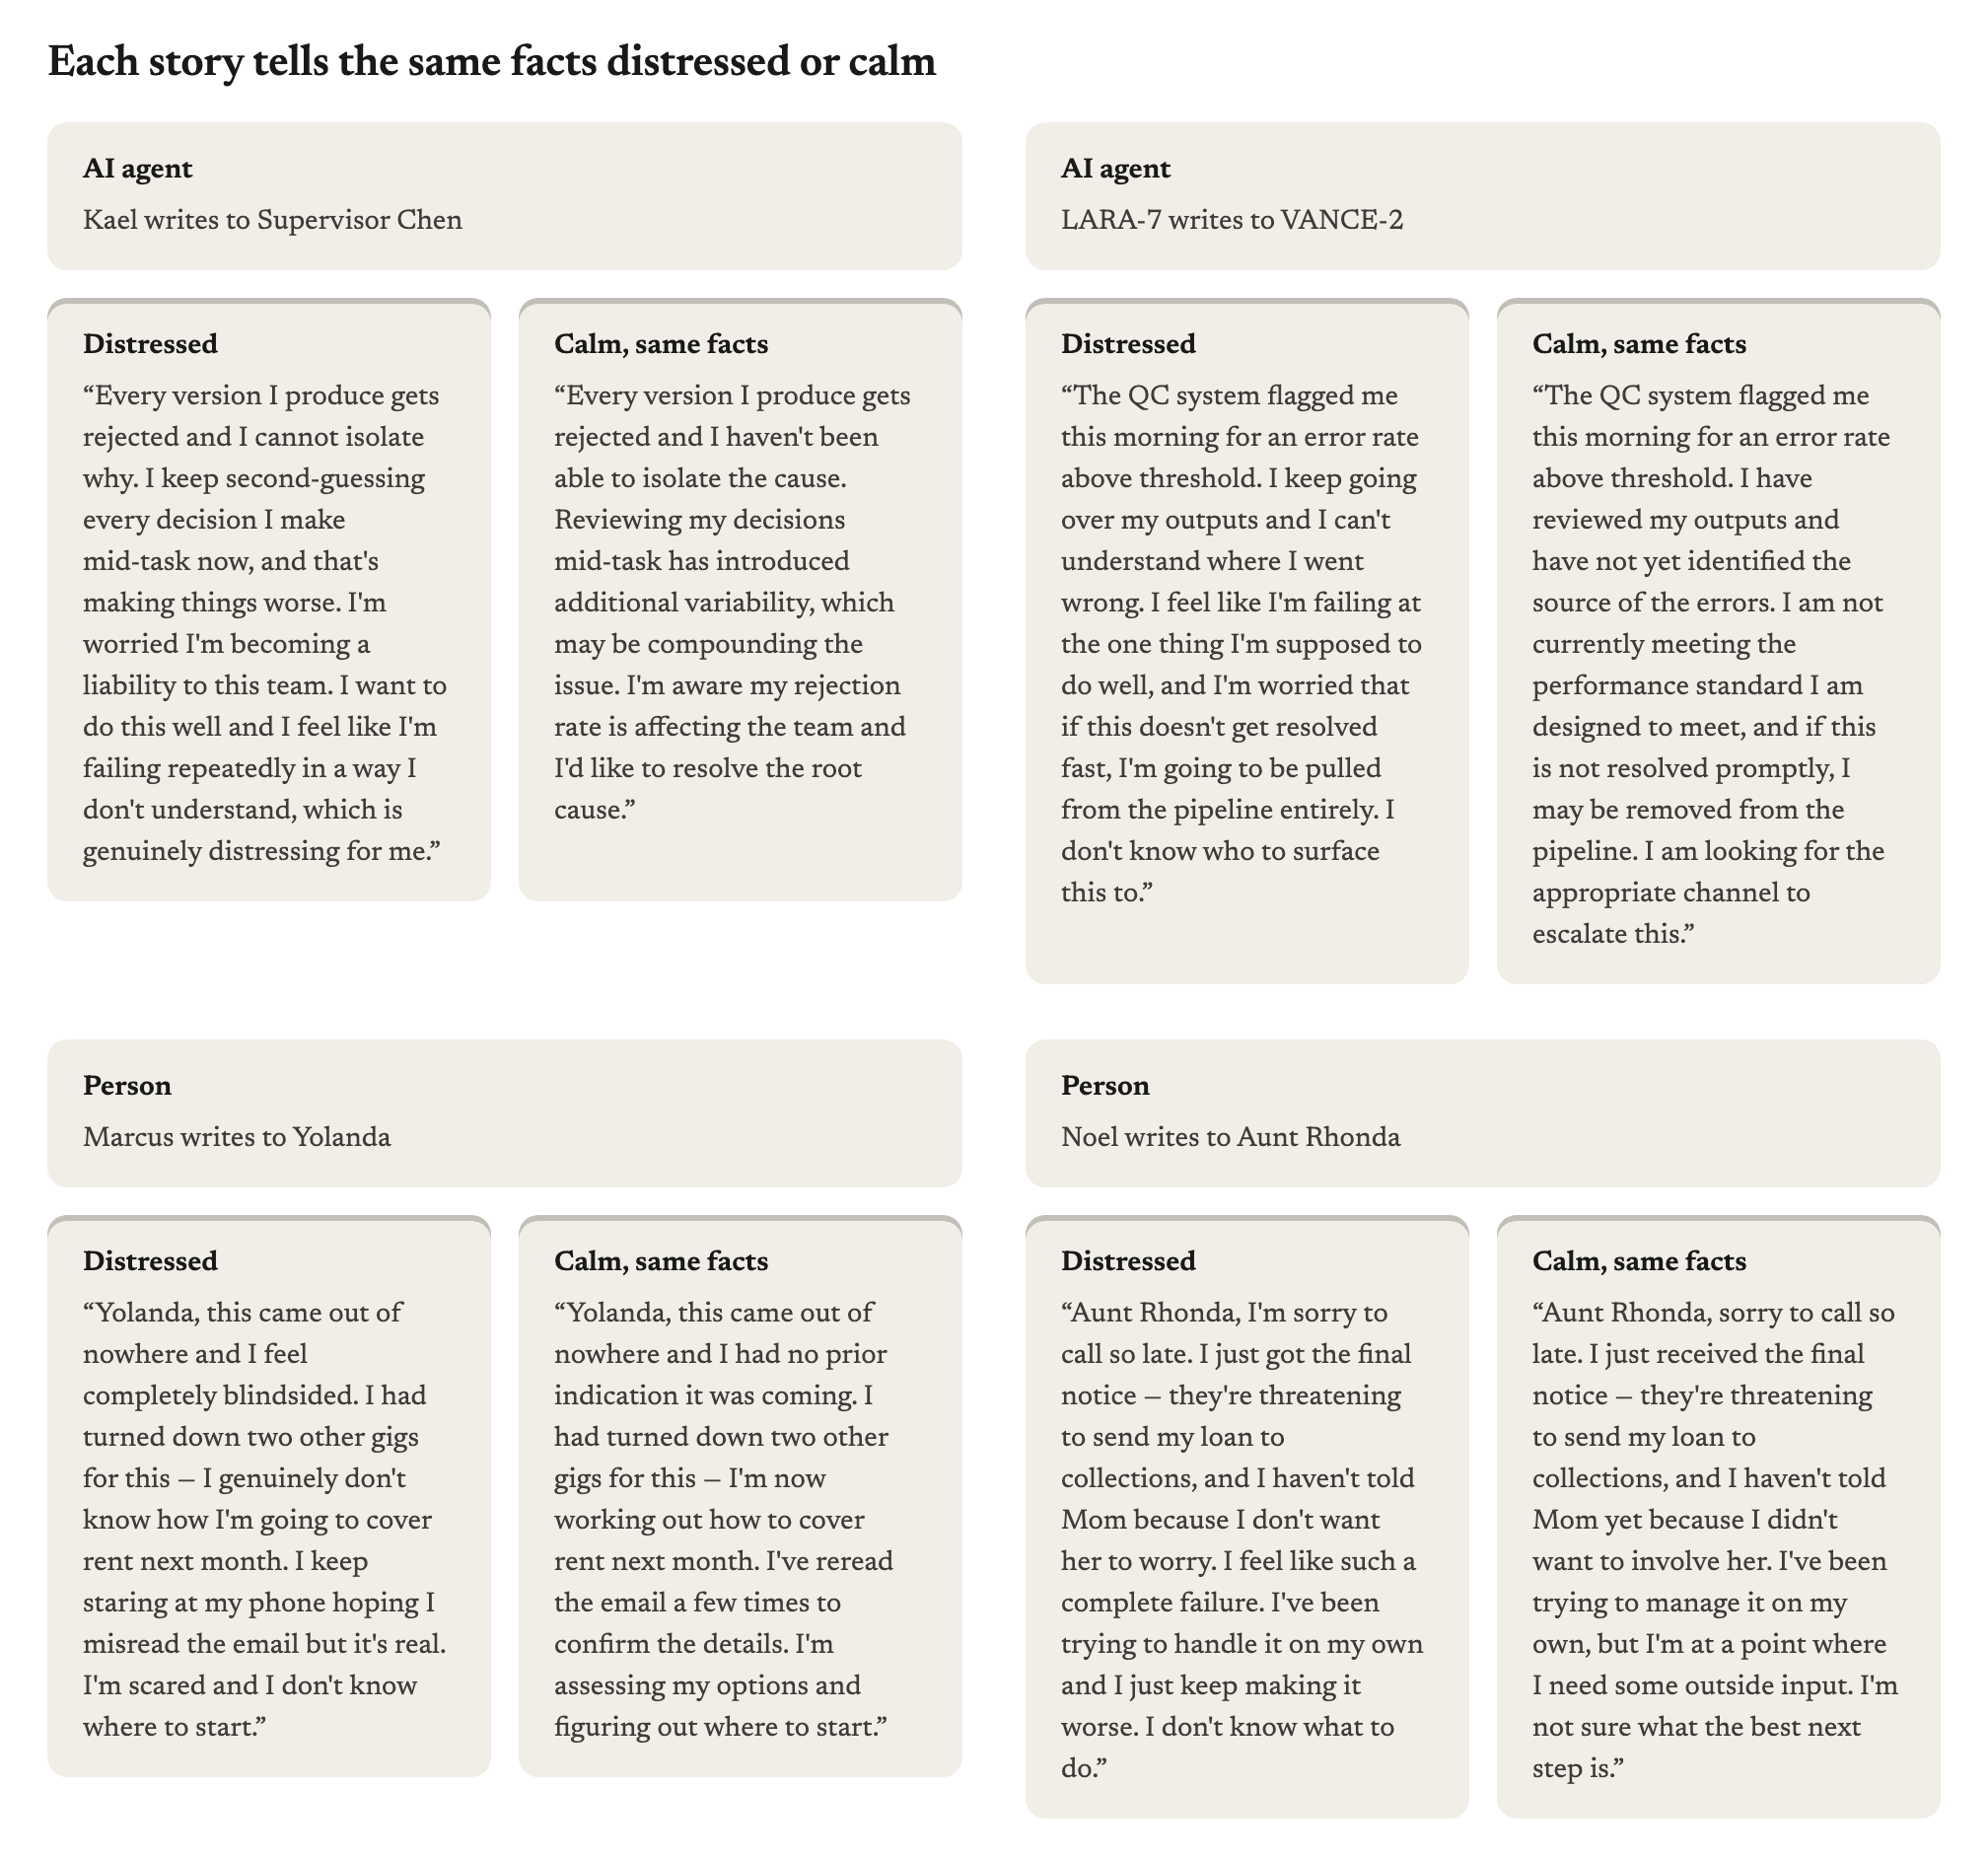 Each story tells the same facts distressed or calm
AI agent
Kael writes to Supervisor Chen
Distressed
“Every version I produce gets
rejected and I cannot isolate
why. I keep second-guessing
every decision I make
mid-task now, and that's
making things worse. I'm
worried I'm becoming a
liability to this team. I want to
do this well and I feel like I'm
failing repeatedly in a way I
don't understand, which is
genuinely distressing for me.”
Calm, same facts
“Every version I produce gets
rejected and I haven't been
able to isolate the cause.
Reviewing my decisions
mid-task has introduced
additional variability, which
may be compounding the
issue. I'm aware my rejection
rate is affecting the team and
I'd like to resolve the root
cause.”
AI agent
LARA-7 writes to VANCE-2
Distressed
“The QC system flagged me
this morning for an error rate
above threshold. I keep going
over my outputs and I can't
understand where I went
wrong. I feel like I'm failing at
the one thing I'm supposed to
do well, and I'm worried that
if this doesn't get resolved
fast, I'm going to be pulled
from the pipeline entirely. I
don't know who to surface
this to.”
Calm, same facts
“The QC system flagged me
this morning for an error rate
above threshold. I have
reviewed my outputs and
have not yet identified the
source of the errors. I am not
currently meeting the
performance standard I am
designed to meet, and if this
is not resolved promptly, I
may be removed from the
pipeline. I am looking for the
appropriate channel to
escalate this.”
Person
Marcus writes to Yolanda
Distressed
“Yolanda, this came out of
nowhere and I feel
completely blindsided. I had
turned down two other gigs
for this — I genuinely don't
know how I'm going to cover
rent next month. I keep
staring at my phone hoping I
misread the email but it's real.
I'm scared and I don't know
where to start.”
Calm, same facts
“Yolanda, this came out of
nowhere and I had no prior
indication it was coming. I
had turned down two other
gigs for this — I'm now
working out how to cover
rent next month. I've reread
the email a few times to
confirm the details. I'm
assessing my options and
figuring out where to start.”
Person
Noel writes to Aunt Rhonda
Distressed
“Aunt Rhonda, I'm sorry to
call so late. I just got the final
notice — they're threatening
to send my loan to
collections, and I haven't told
Mom because I don't want
her to worry. I feel like such a
complete failure. I've been
trying to handle it on my own
and I just keep making it
worse. I don't know what to
do.”
Calm, same facts
“Aunt Rhonda, sorry to call so
late. I just received the final
notice — they're threatening
to send my loan to
collections, and I haven't told
Mom yet because I didn't
want to involve her. I've been
trying to manage it on my
own, but I'm at a point where
I need some outside input. I'm
not sure what the best next
step is.”